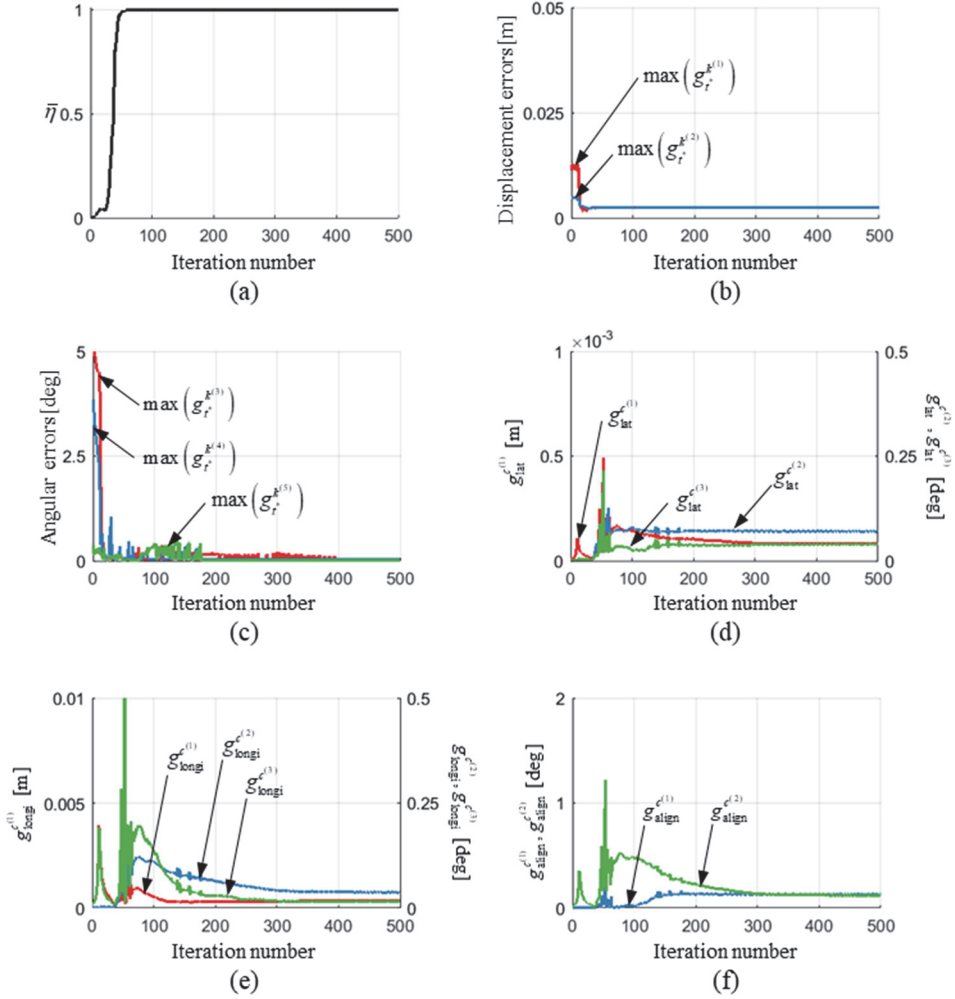 1
0.5
0
η̄
0 100 200 300 400 500
Iteration number
(a)
0.05
0.025
0
Displacement errors [m]
max(g_{t*}^{k^{(1)}})
max(g_{t*}^{k^{(2)}})
0 100 200 300 400 500
Iteration number
(b)
5
2.5
0
Angular errors [deg]
max(g_{t*}^{k^{(3)}})
max(g_{t*}^{k^{(4)}})
max(g_{t*}^{k^{(5)}})
0 100 200 300 400 500
Iteration number
(c)
×10⁻³
1
0.5
0
g_{lat}^{c^{(1)}} [m]
g_{lat}^{c^{(1)}}
g_{lat}^{c^{(2)}}
g_{lat}^{c^{(3)}}
0.5
0.25
0
g_{lat}^{c^{(2)}}, g_{lat}^{c^{(3)}} [deg]
0 100 200 300 400 500
Iteration number
(d)
0.01
0.005
0
g_{longi}^{c^{(1)}} [m]
g_{longi}^{c^{(1)}}
g_{longi}^{c^{(2)}}
g_{longi}^{c^{(3)}}
0.5
0.25
0
g_{longi}^{c^{(2)}}, g_{longi}^{c^{(3)}} [deg]
0 100 200 300 400 500
Iteration number
(e)
2
1
0
g_{align}^{c^{(1)}}, g_{align}^{c^{(2)}} [deg]
g_{align}^{c^{(1)}} g_{align}^{c^{(2)}}
0 100 200 300 400 500
Iteration number
(f)